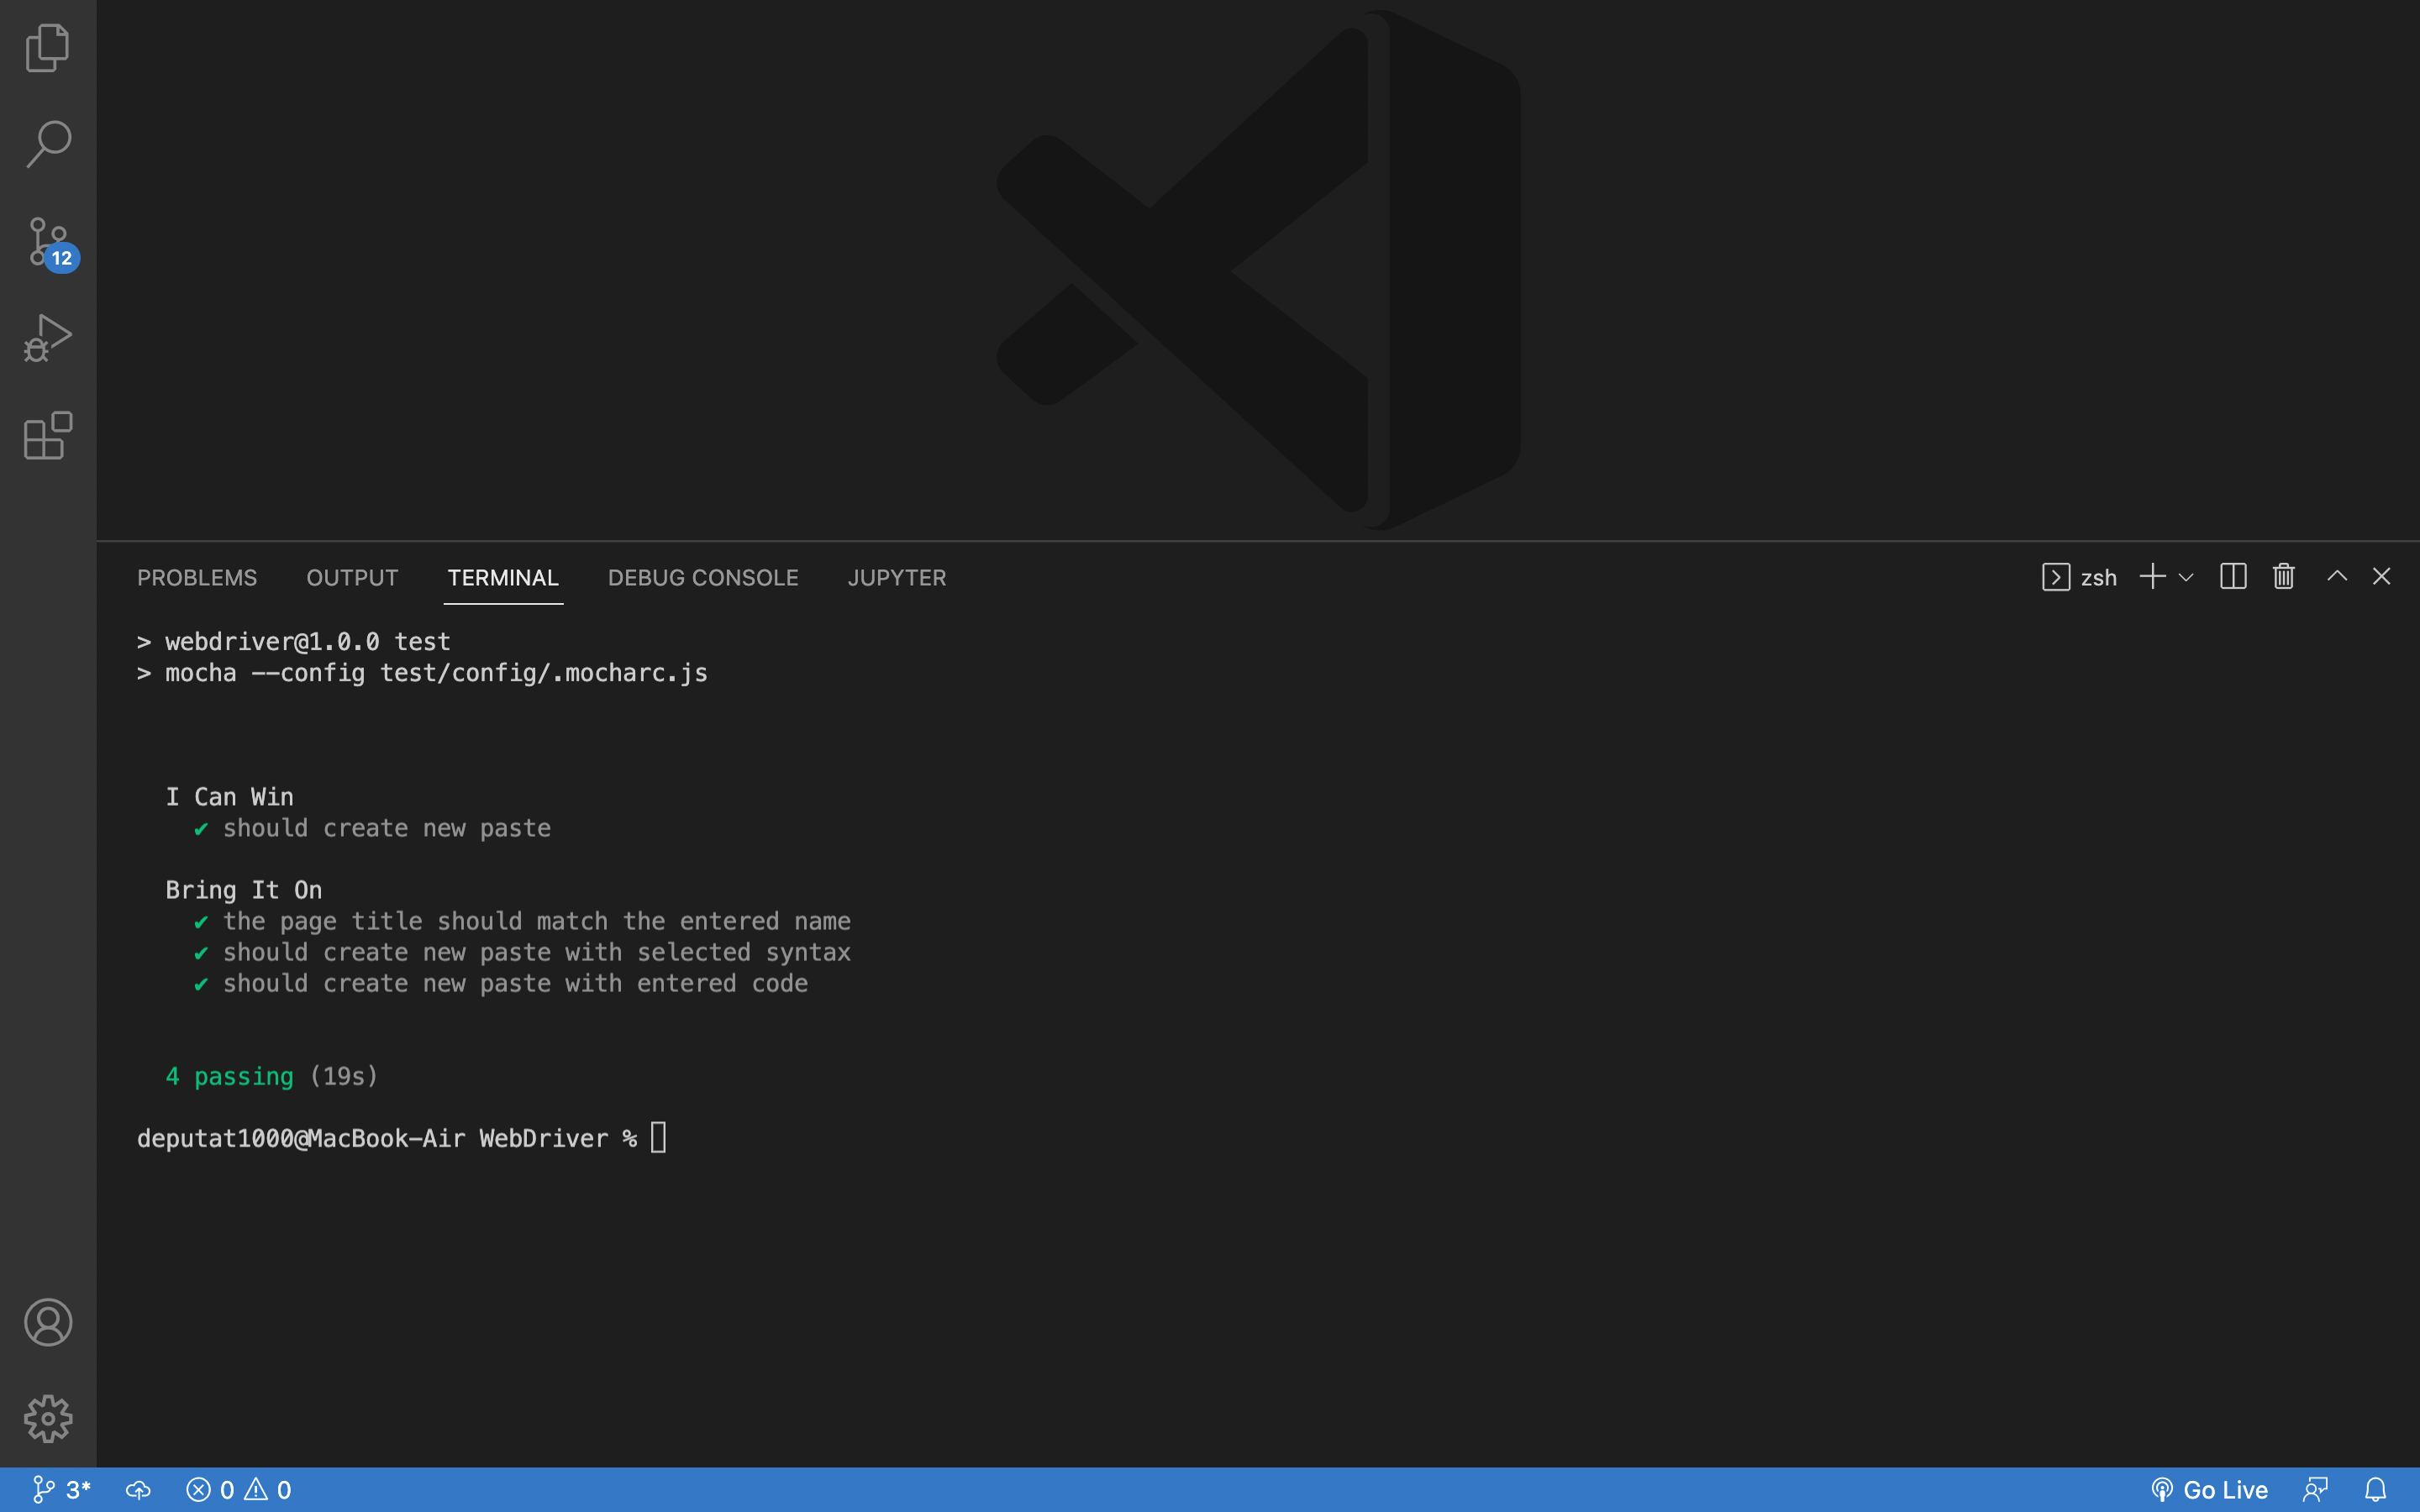 12
PROBLEMS OUTPUT TERMINAL DEBUG CONSOLE JUPYTER zsh
> webdriver@1.0.0 test
> mocha --config test/config/.mocharc.js
I Can Win
✔ should create new paste
Bring It On
✔ the page title should match the entered name
✔ should create new paste with selected syntax
✔ should create new paste with entered code
4 passing (19s)
deputat1000@MacBook-Air WebDriver %
3* 0 0 Go Live